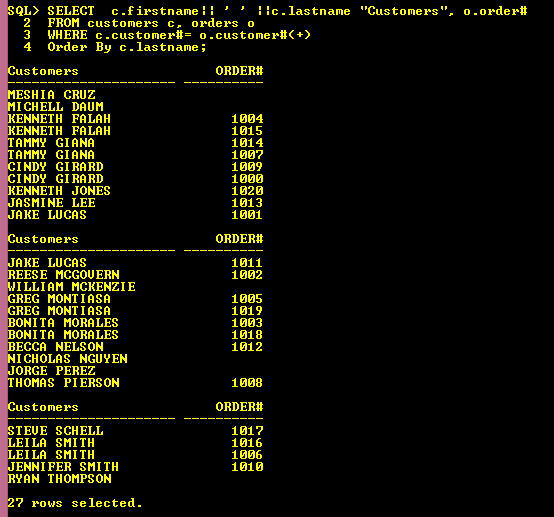 SQL> SELECT  c.firstname|| ' ' ||c.lastname "Customers", o.order#
  2  FROM customers c, orders o
  3  WHERE c.customer#= o.customer#(+)
  4  Order By c.lastname;
Customers                ORDER#
--------------------- ----------
MESHIA CRUZ
MICHELL DAUM
KENNETH FALAH              1004
KENNETH FALAH              1015
TAMMY GIANA                1014
TAMMY GIANA                1007
CINDY GIRARD               1009
CINDY GIRARD               1000
KENNETH JONES              1020
JASMINE LEE                1013
JAKE LUCAS                 1001
Customers                ORDER#
--------------------- ----------
JAKE LUCAS                 1011
REESE MCGOVERN             1002
WILLIAM MCKENZIE
GREG MONTIASA              1005
GREG MONTIASA              1019
BONITA MORALES             1003
BONITA MORALES             1018
BECCA NELSON               1012
NICHOLAS NGUYEN
JORGE PEREZ
THOMAS PIERSON             1008
Customers                ORDER#
--------------------- ----------
STEVE SCHELL               1017
LEILA SMITH                1016
LEILA SMITH                1006
JENNIFER SMITH             1010
RYAN THOMPSON
27 rows selected.